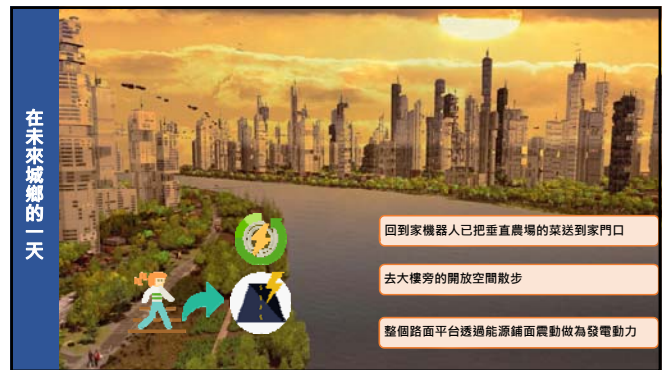 在未來城鄉的一天
回到家機器人已把垂直農場的菜送到家門口
去大樓旁的開放空間散步
整個路面平台透過能源鋪面震動做為發電動力